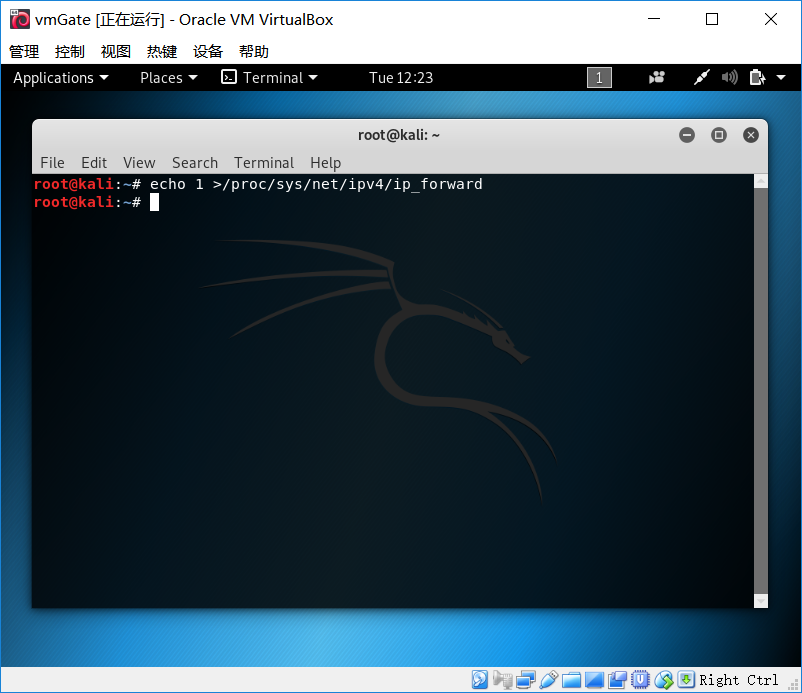 vmGate [正在运行] - Oracle VM VirtualBox
管理 控制 视图 热键 设备 帮助
Applications Places Terminal Tue 12:23 1
root@kali: ~
File Edit View Search Terminal Help
root@kali:~# echo 1 >/proc/sys/net/ipv4/ip_forward
root@kali:~#
Right Ctrl